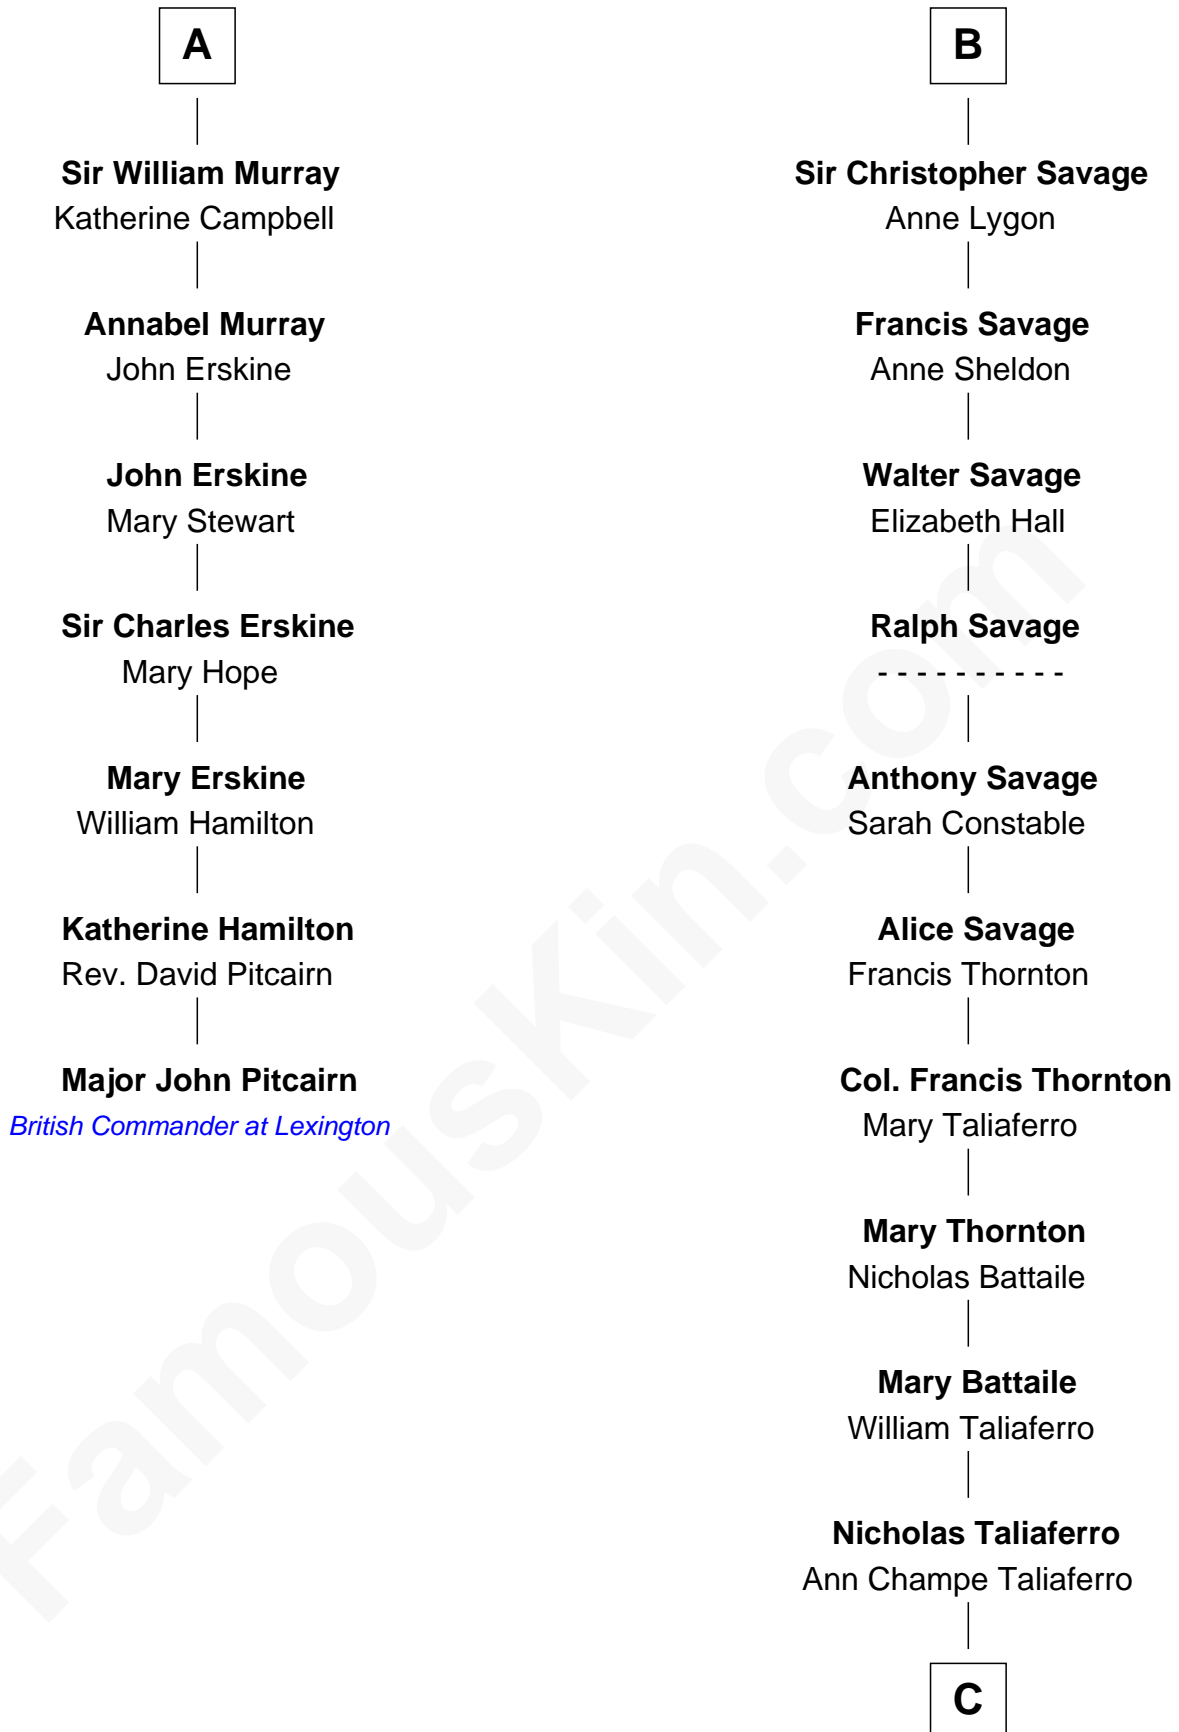 A
Sir William Murray
Katherine Campbell
Annabel Murray
John Erskine
John Erskine
Mary Stewart
Sir Charles Erskine
Mary Hope
Mary Erskine
William Hamilton
Katherine Hamilton
Rev. David Pitcairn
Major John Pitcairn
British Commander at Lexington
B
Sir Christopher Savage
Anne Lygon
Francis Savage
Anne Sheldon
Walter Savage
Elizabeth Hall
Ralph Savage
- - - - - - - - - -
Anthony Savage
Sarah Constable
Alice Savage
Francis Thornton
Col. Francis Thornton
Mary Taliaferro
Mary Thornton
Nicholas Battaile
Mary Battaile
William Taliaferro
Nicholas Taliaferro
Ann Champe Taliaferro
C
FamousKin.com